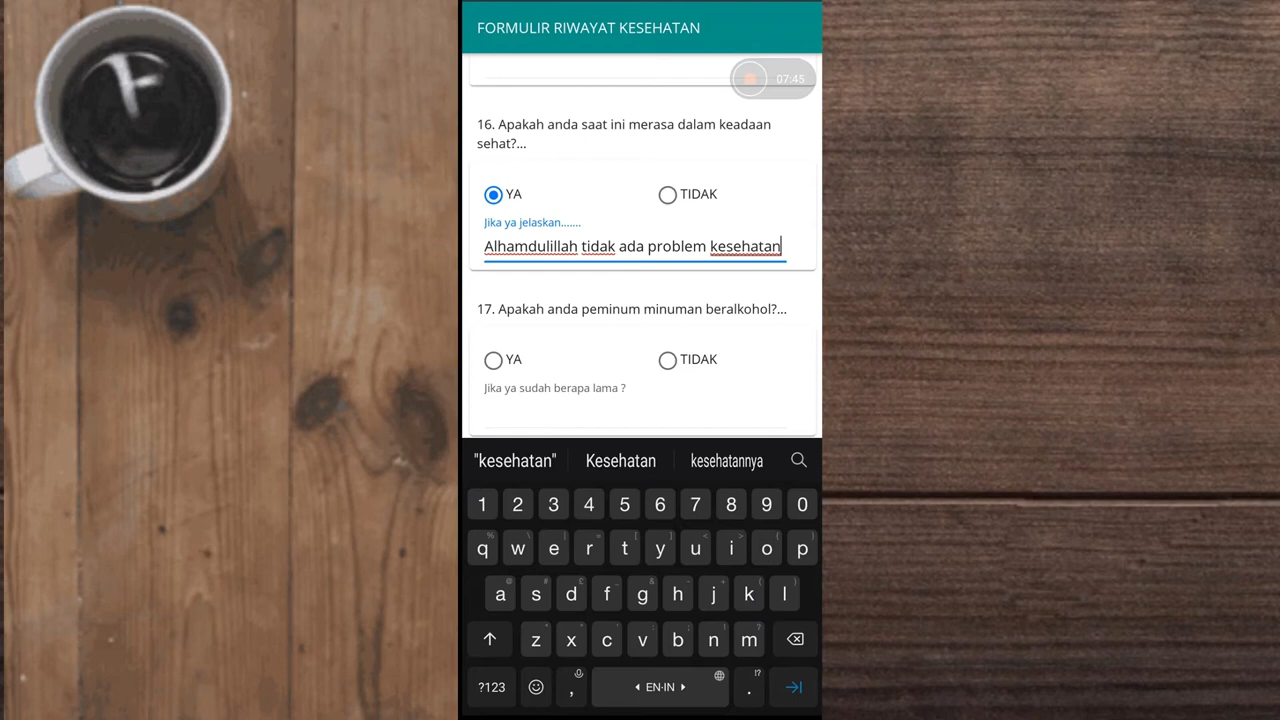 FORMULIR RIWAYAT KESEHATAN
07:45
16. Apakah anda saat ini merasa dalam keadaan
sehat?...
YA TIDAK
Jika ya jelaskan.......
Alhamdulillah tidak ada problem kesehatan
17. Apakah anda peminum minuman beralkohol?...
YA TIDAK
Jika ya sudah berapa lama ?
"kesehatan" Kesehatan kesehatannya
1 2 3 4 5 6 7 8 9 0
q w e r t y u i o p
a s d f g h j k l
z x c v b n m
?123 , EN-IN .